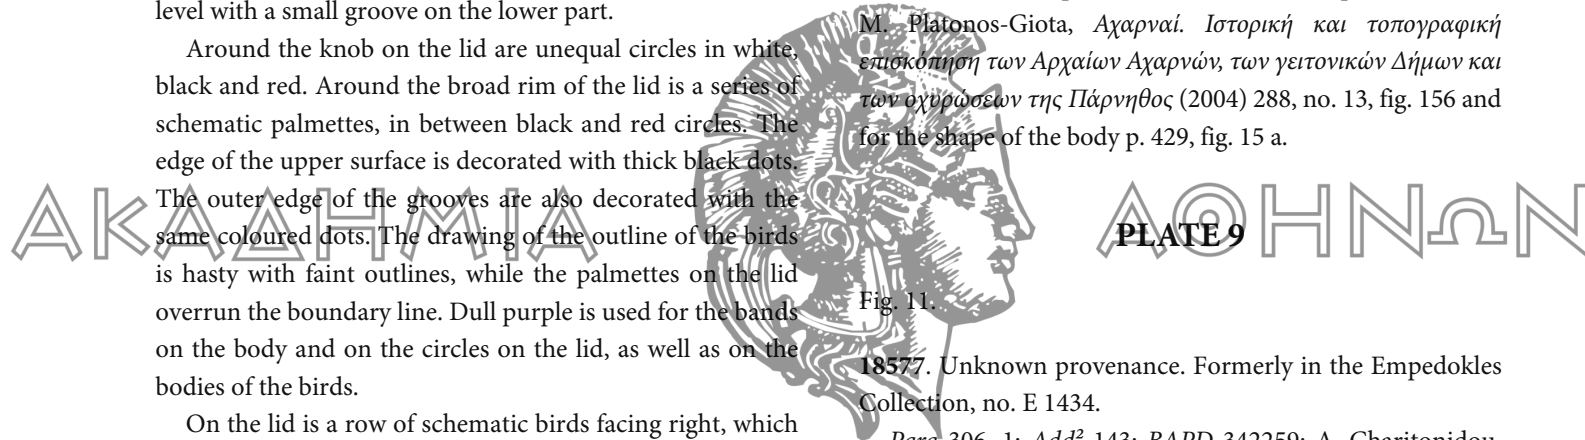 level with a small groove on the lower part.
Around the knob on the lid are unequal circles in white,
black and red. Around the broad rim of the lid is a series of
schematic palmettes, in between black and red circles. The
edge of the upper surface is decorated with thick black dots.
The outer edge of the grooves are also decorated with the
same coloured dots. The drawing of the outline of the birds
is hasty with faint outlines, while the palmettes on the lid
overrun the boundary line. Dull purple is used for the bands
on the body and on the circles on the lid, as well as on the
bodies of the birds.
On the lid is a row of schematic birds facing right, which
M. Platonos-Giota, Αχαρναί. Ιστορική και τοπογραφική
επισκόπηση των Αρχαίων Αχαρνών, των γειτονικών Δήμων και
των οχυρώσεων της Πάρνηθος (2004) 288, no. 13, fig. 156 and
for the shape of the body p. 429, fig. 15 a.
PLATE 9
Fig. 11.
18577. Unknown provenance. Formerly in the Empedokles
Collection, no. E 1434.
Para 306, 1; Add² 143; BAPD 342259; A. Charitonidou,
ΑΚΑΔΗΜΙΑ ΑΘΗΝΩΝ